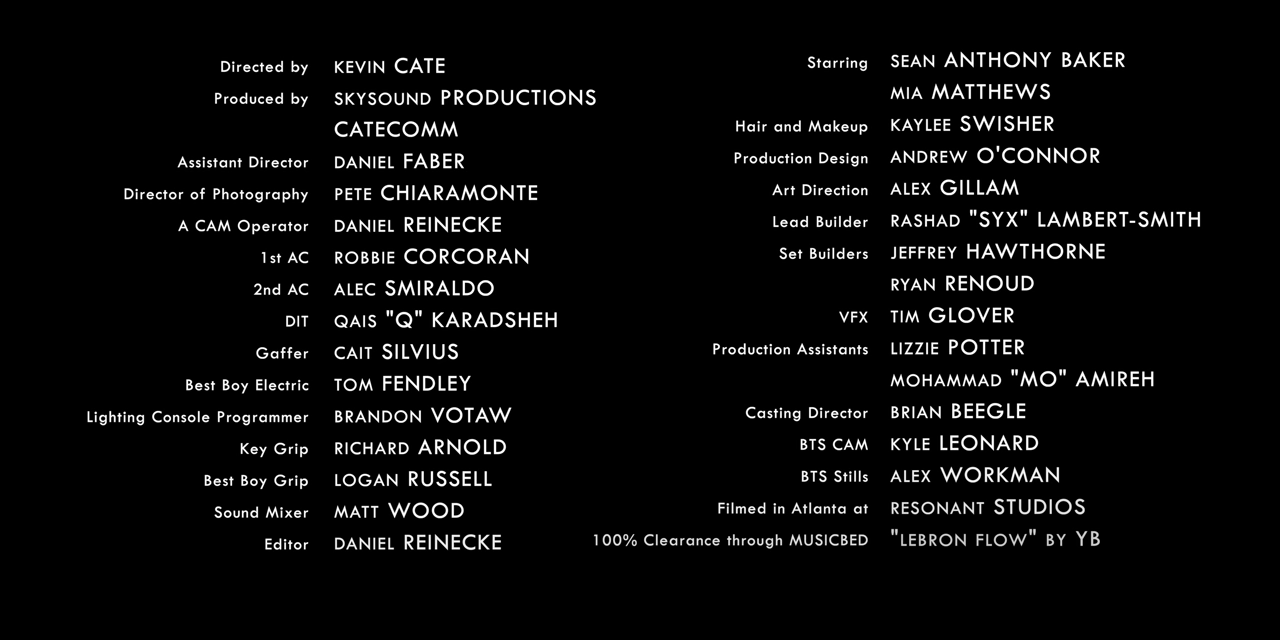 Directed by KEVIN CATE
Produced by SKYSOUND PRODUCTIONS
CATECOMM
Assistant Director DANIEL FABER
Director of Photography PETE CHIARAMONTE
A CAM Operator DANIEL REINECKE
1st AC ROBBIE CORCORAN
2nd AC ALEC SMIRALDO
DIT QAIS "Q" KARADSHEH
Gaffer CAIT SILVIUS
Best Boy Electric TOM FENDLEY
Lighting Console Programmer BRANDON VOTAW
Key Grip RICHARD ARNOLD
Best Boy Grip LOGAN RUSSELL
Sound Mixer MATT WOOD
Editor DANIEL REINECKE
Starring SEAN ANTHONY BAKER
MIA MATTHEWS
Hair and Makeup KAYLEE SWISHER
Production Design ANDREW O'CONNOR
Art Direction ALEX GILLAM
Lead Builder RASHAD "SYX" LAMBERT-SMITH
Set Builders JEFFREY HAWTHORNE
RYAN RENOUD
VFX TIM GLOVER
Production Assistants LIZZIE POTTER
MOHAMMAD "MO" AMIREH
Casting Director BRIAN BEEGLE
BTS CAM KYLE LEONARD
BTS Stills ALEX WORKMAN
Filmed in Atlanta at RESONANT STUDIOS
100% Clearance through MUSICBED "LEBRON FLOW" BY YB